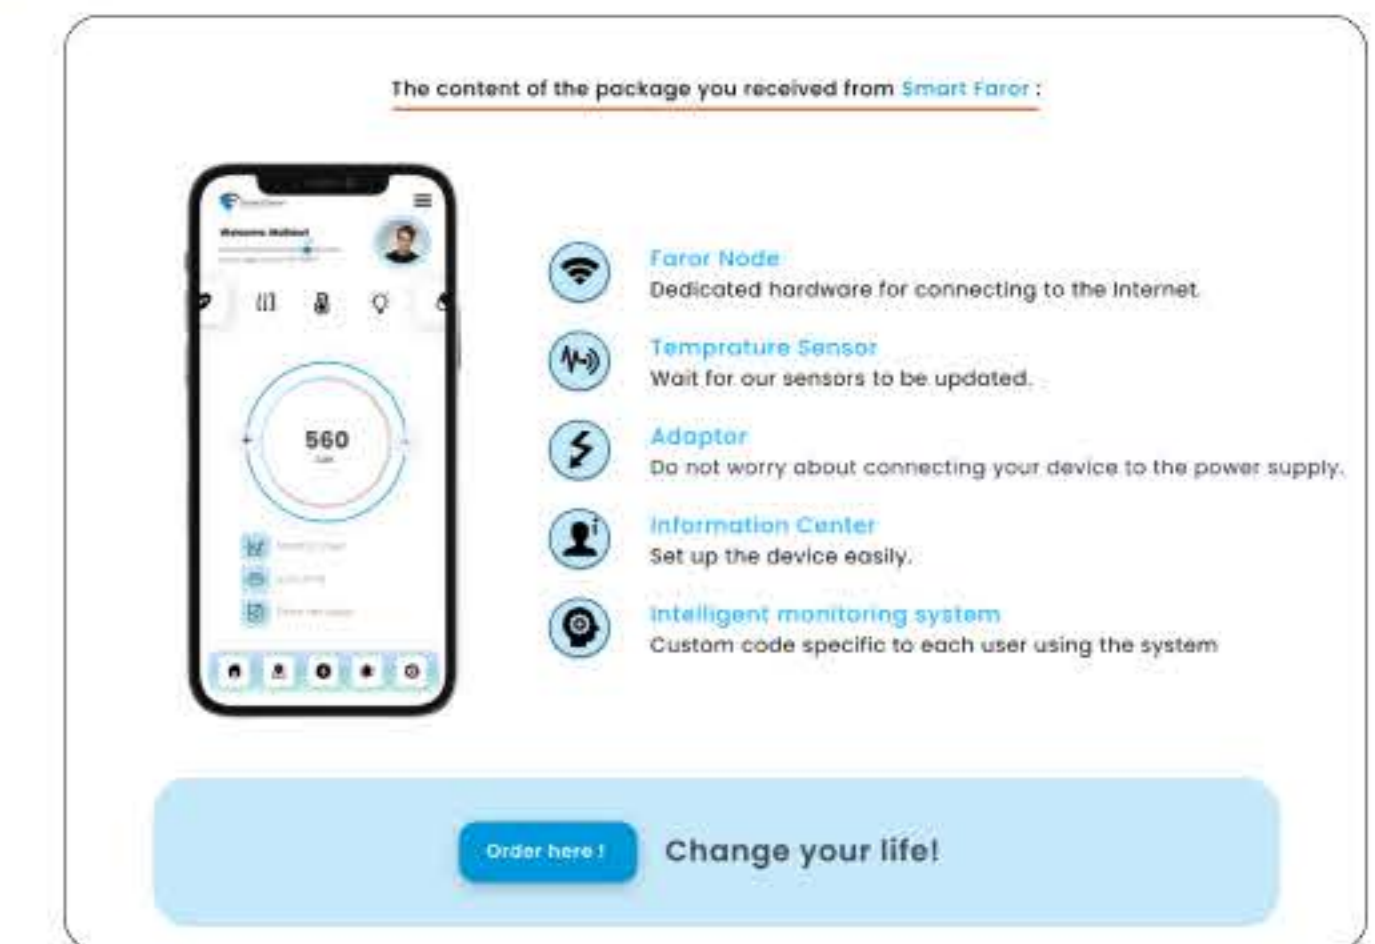 The content of the package you received from Smart Faror :
560
Faror Node
Dedicated hardware for connecting to the Internet.
Temprature Sensor
Wait for our sensors to be updated.
Adaptor
Do not worry about connecting your device to the power supply.
Information Center
Set up the device easily.
Intelligent monitoring system
Custom code specific to each user using the system
Order here !
Change your life!